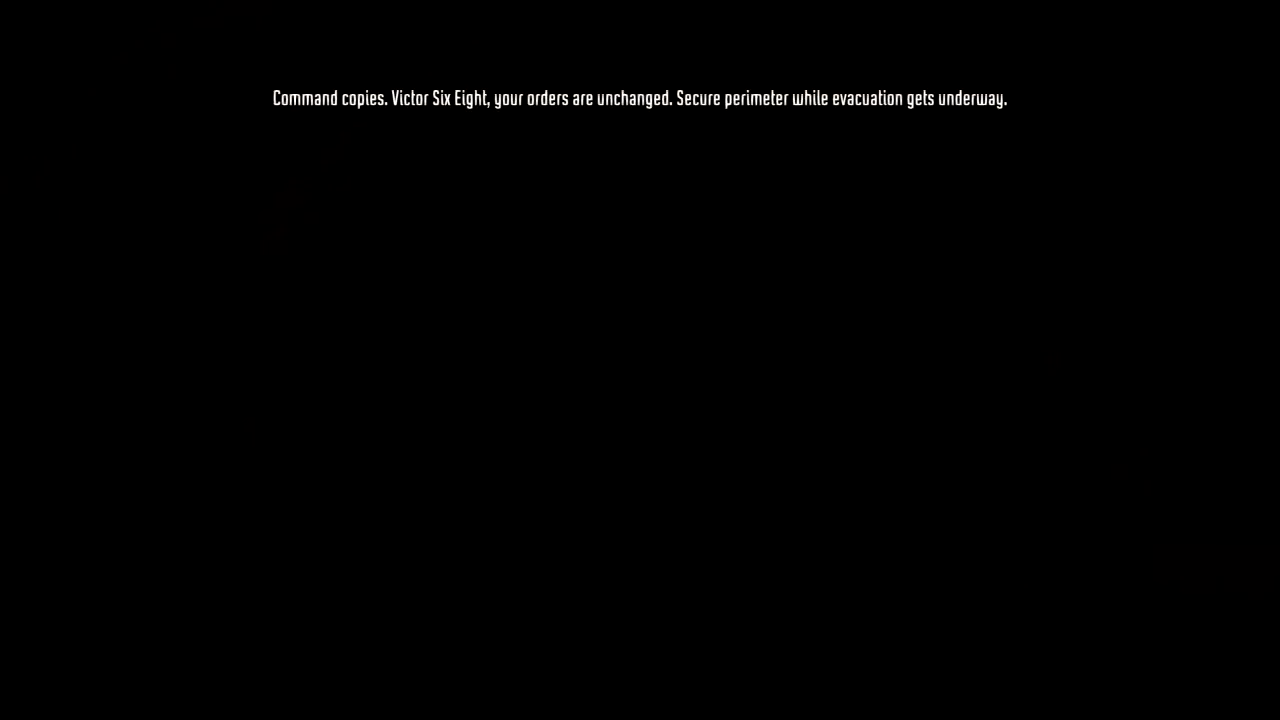 Command copies. Victor Six Eight, your orders are unchanged. Secure perimeter while evacuation gets underway.